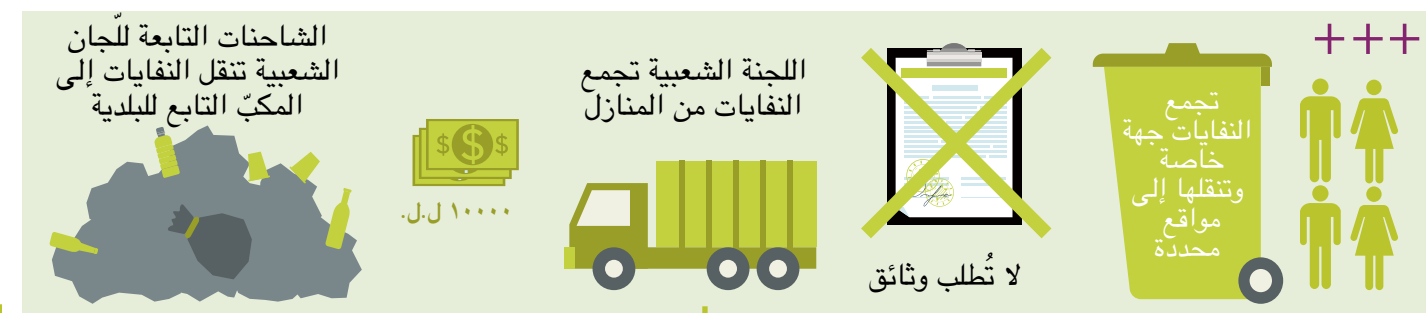 +++
تجمع
النفايات جهة
خاصة
وتنقلها إلى
مواقع
محددة
لا تُطلب وثائق
اللجنة الشعبية تجمع
النفايات من المنازل
$ $ $
١٠٠٠٠ ل.ل.
الشاحنات التابعة للّجان
الشعبية تنقل النفايات إلى
المكبّ التابع للبلدية